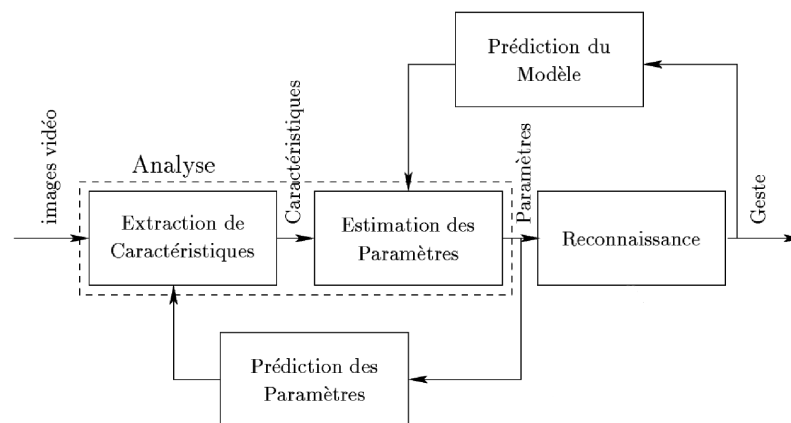 Prédiction du
Modèle
images vidéo
Analyse
Caractéristiques
Paramètres
Geste
Extraction de
Caractéristiques
Estimation des
Paramètres
Reconnaissance
Prédiction des
Paramètres